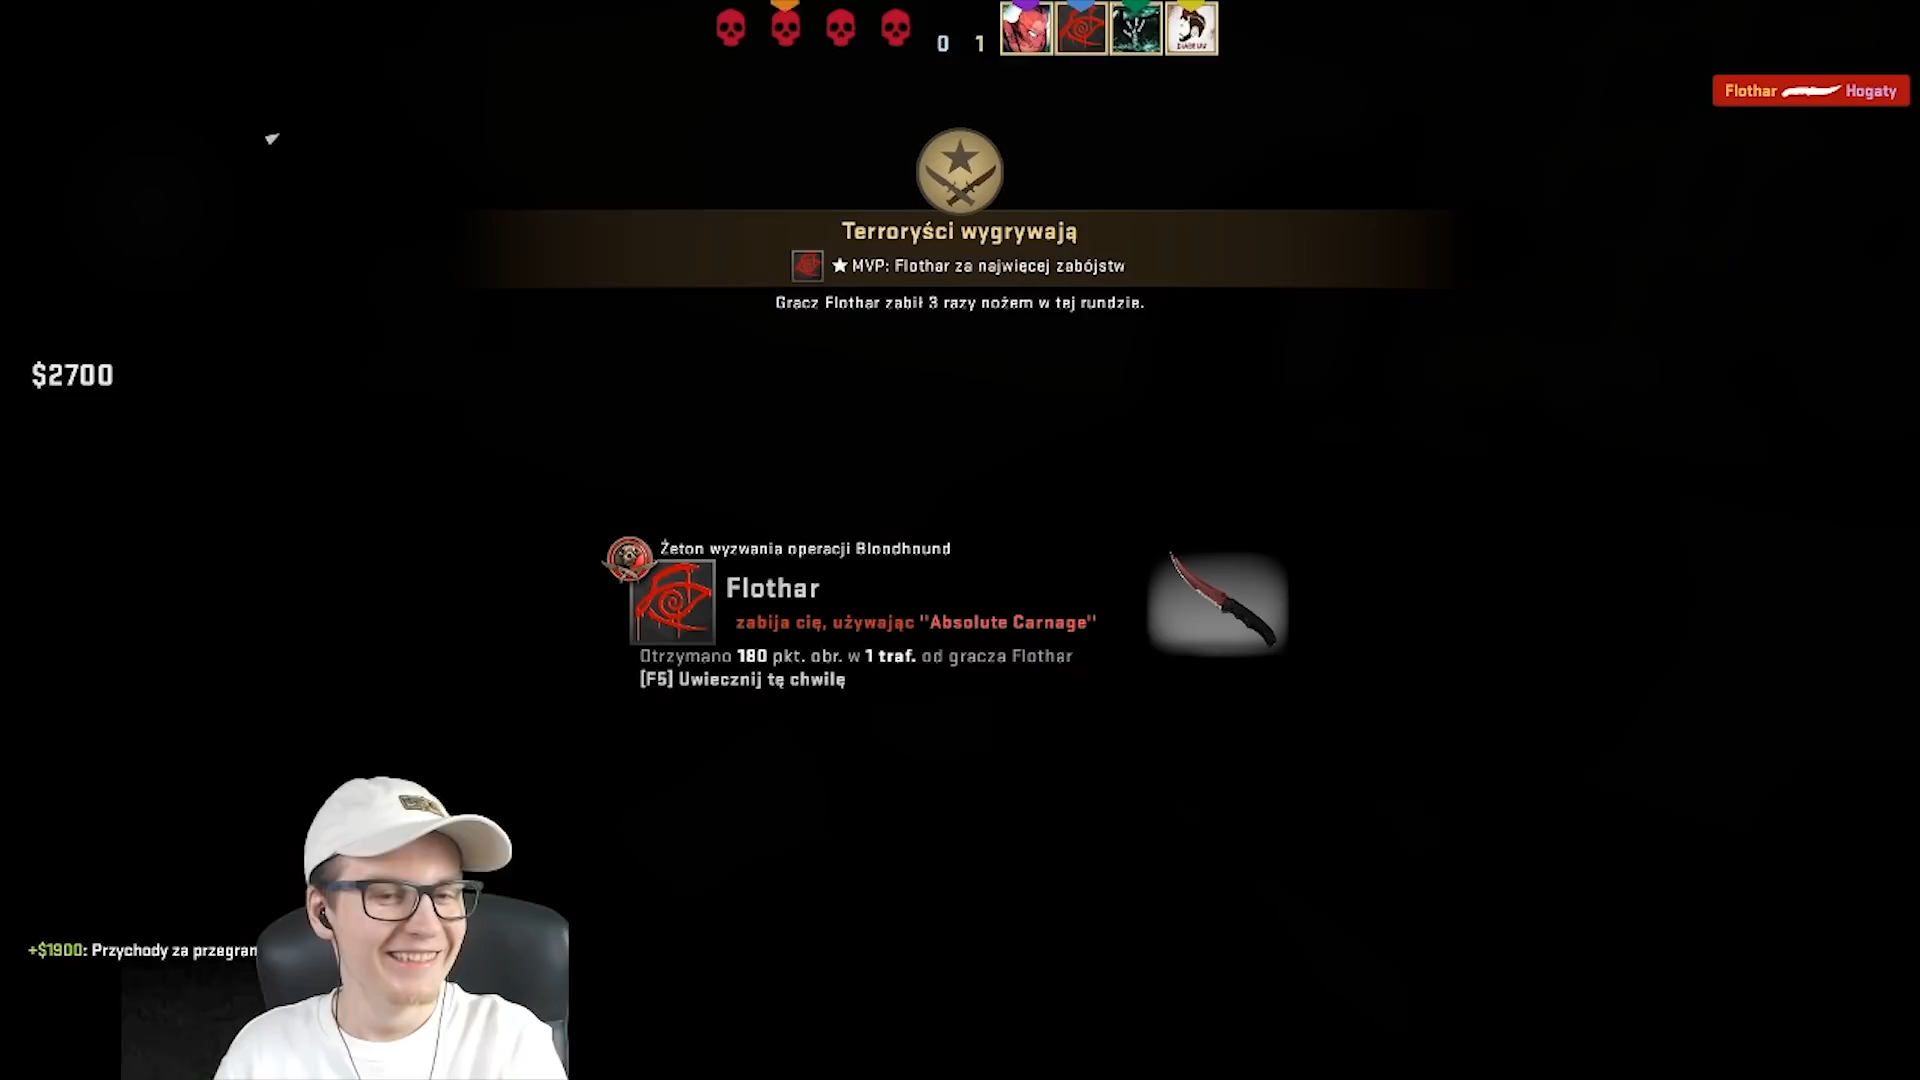 0 1
Flothar Hogaty
Terroryści wygrywają
★ MVP: Flothar za najwięcej zabójstw
Gracz Flothar zabił 3 razy nożem w tej rundzie.
$2700
Żeton wyzwania operacji Bloodhound
Flothar
zabija cię, używając "Absolute Carnage"
Otrzymano 180 pkt. obr. w 1 traf. od gracza Flothar
[F5] Uwiecznij tę chwilę
+$1900: Przychody za przegran